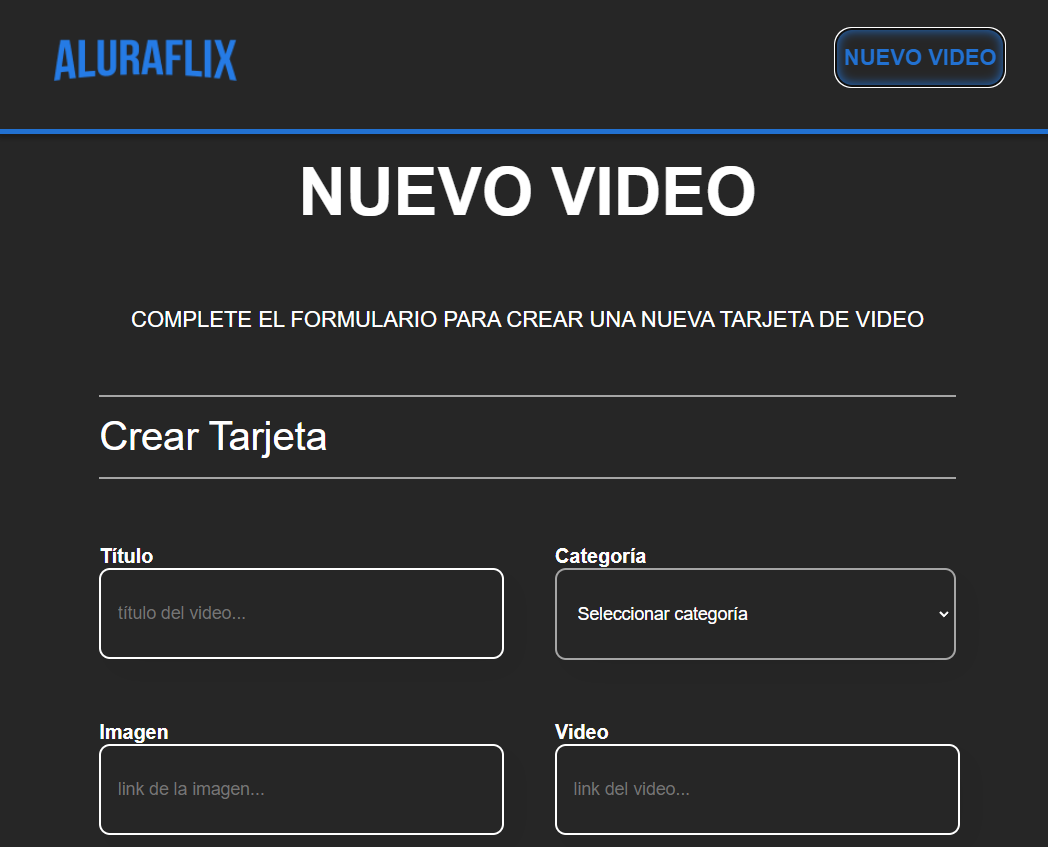 ALURAFLIX
NUEVO VIDEO
NUEVO VIDEO
COMPLETE EL FORMULARIO PARA CREAR UNA NUEVA TARJETA DE VIDEO
Crear Tarjeta
Título
Categoría
título del video...
Seleccionar categoría
Imagen
Video
link de la imagen...
link del video...